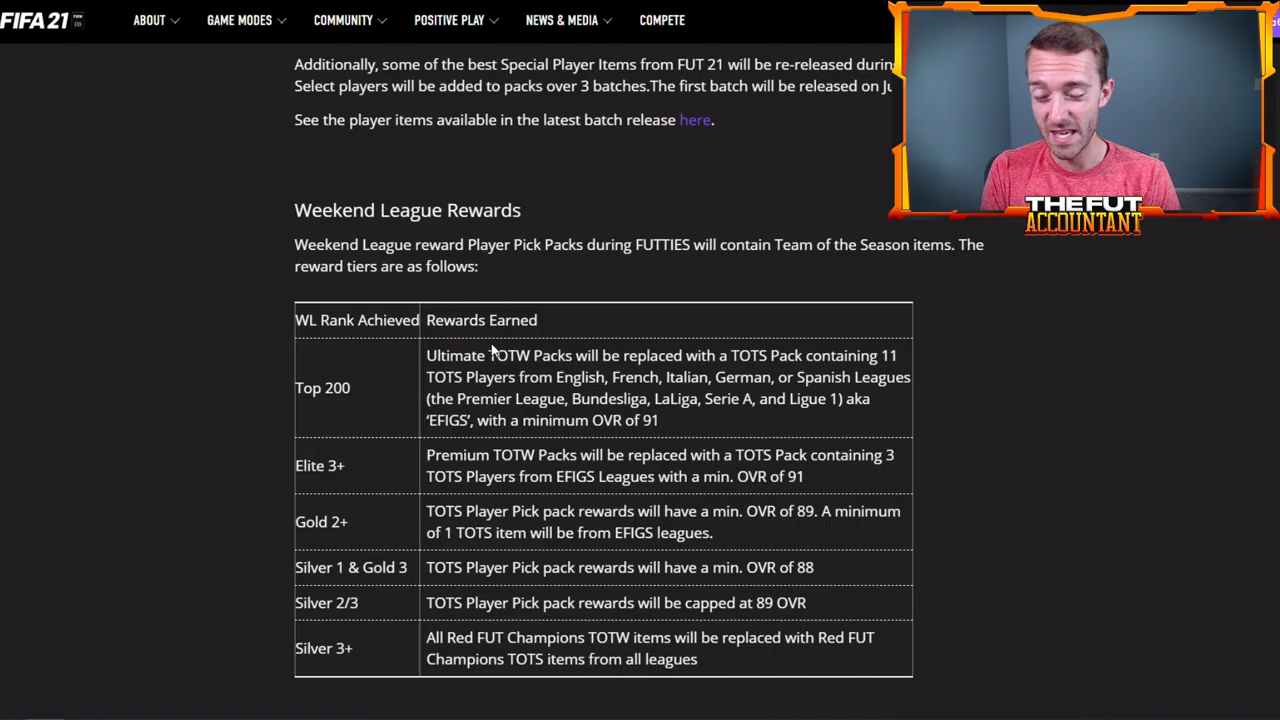 FIFA 21
ABOUT
GAME MODES
COMMUNITY
POSITIVE PLAY
NEWS & MEDIA
COMPETE
Additionally, some of the best Special Player Items from FUT 21 will be re-released during
Select players will be added to packs over 3 batches.The first batch will be released on
See the player items available in the latest batch release here.
THE FUT
ACCOUNTANT
Weekend League Rewards
Weekend League reward Player Pick Packs during FUTTIES will contain Team of the Season items. The
reward tiers are as follows:
WL Rank Achieved
Rewards Earned
Top 200
Ultimate TOTW Packs will be replaced with a TOTS Pack containing 11
TOTS Players from English, French, Italian, German, or Spanish Leagues
(the Premier League, Bundesliga, LaLiga, Serie A, and Ligue 1) aka
‘EFIGS’, with a minimum OVR of 91
Elite 3+
Premium TOTW Packs will be replaced with a TOTS Pack containing 3
TOTS Players from EFIGS Leagues with a min. OVR of 91
Gold 2+
TOTS Player Pick pack rewards will have a min. OVR of 89. A minimum
of 1 TOTS item will be from EFIGS leagues.
Silver 1 & Gold 3
TOTS Player Pick pack rewards will have a min. OVR of 88
Silver 2/3
TOTS Player Pick pack rewards will be capped at 89 OVR
Silver 3+
All Red FUT Champions TOTW items will be replaced with Red FUT
Champions TOTS items from all leagues